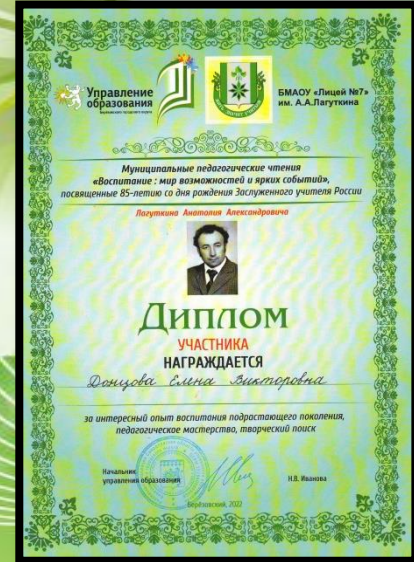 Управление
образования
БМАОУ «Лицей №7»
им. А.А.Лагуткина
Муниципальные педагогические чтения
«Воспитание : мир возможностей и ярких событий»,
посвященные 85-летию со дня рождения Заслуженного учителя России
Лагуткина Анатолия Александровича
Диплом
УЧАСТНИКА
НАГРАЖДАЕТСЯ
Донцова Елена Викторовна
за интересный опыт воспитания подрастающего поколения,
педагогическое мастерство, творческий поиск
Начальник
управления образования
Н.В. Иванова
Берёзовский, 2022